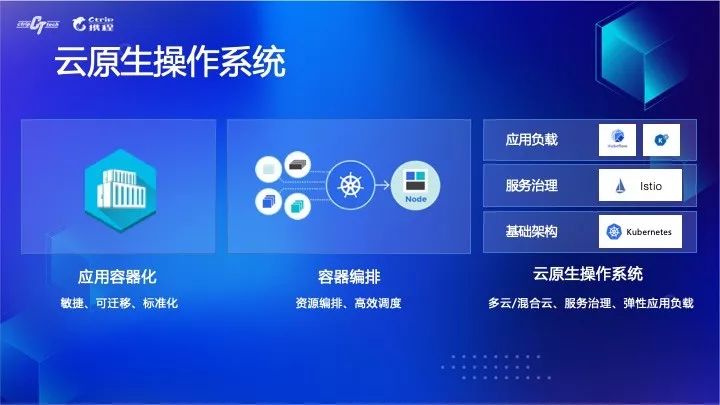 ctrip tech
Ctrip
携程
云原生操作系统
应用负载
Kubeflow
K
服务治理
Istio
基础架构
Kubernetes
Node
应用容器化
敏捷、可迁移、标准化
容器编排
资源编排、高效调度
云原生操作系统
多云/混合云、服务治理、弹性应用负载